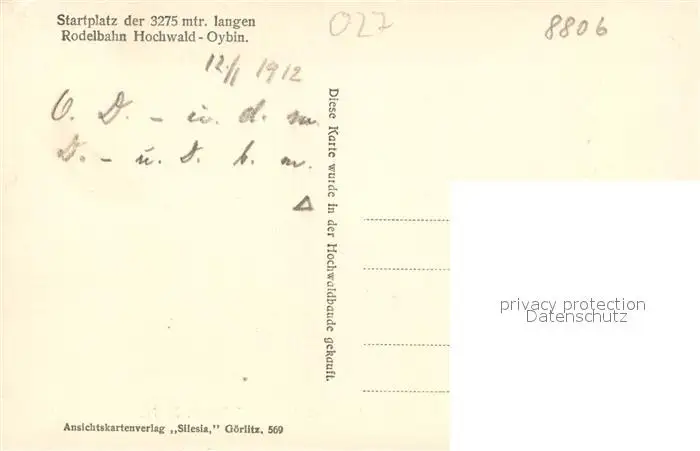 Startplatz der 3275 mtr. langen
Rodelbahn Hochwald-Oybin.
027
8806
12/1 1912
O. D. - u. d. m.
D. - u. D. b. m.
Diese Karte wurde in der Hochwaldbaude gekauft.
privacy protection
Datenschutz
Ansichtskartenverlag „Silesia," Görlitz, 569